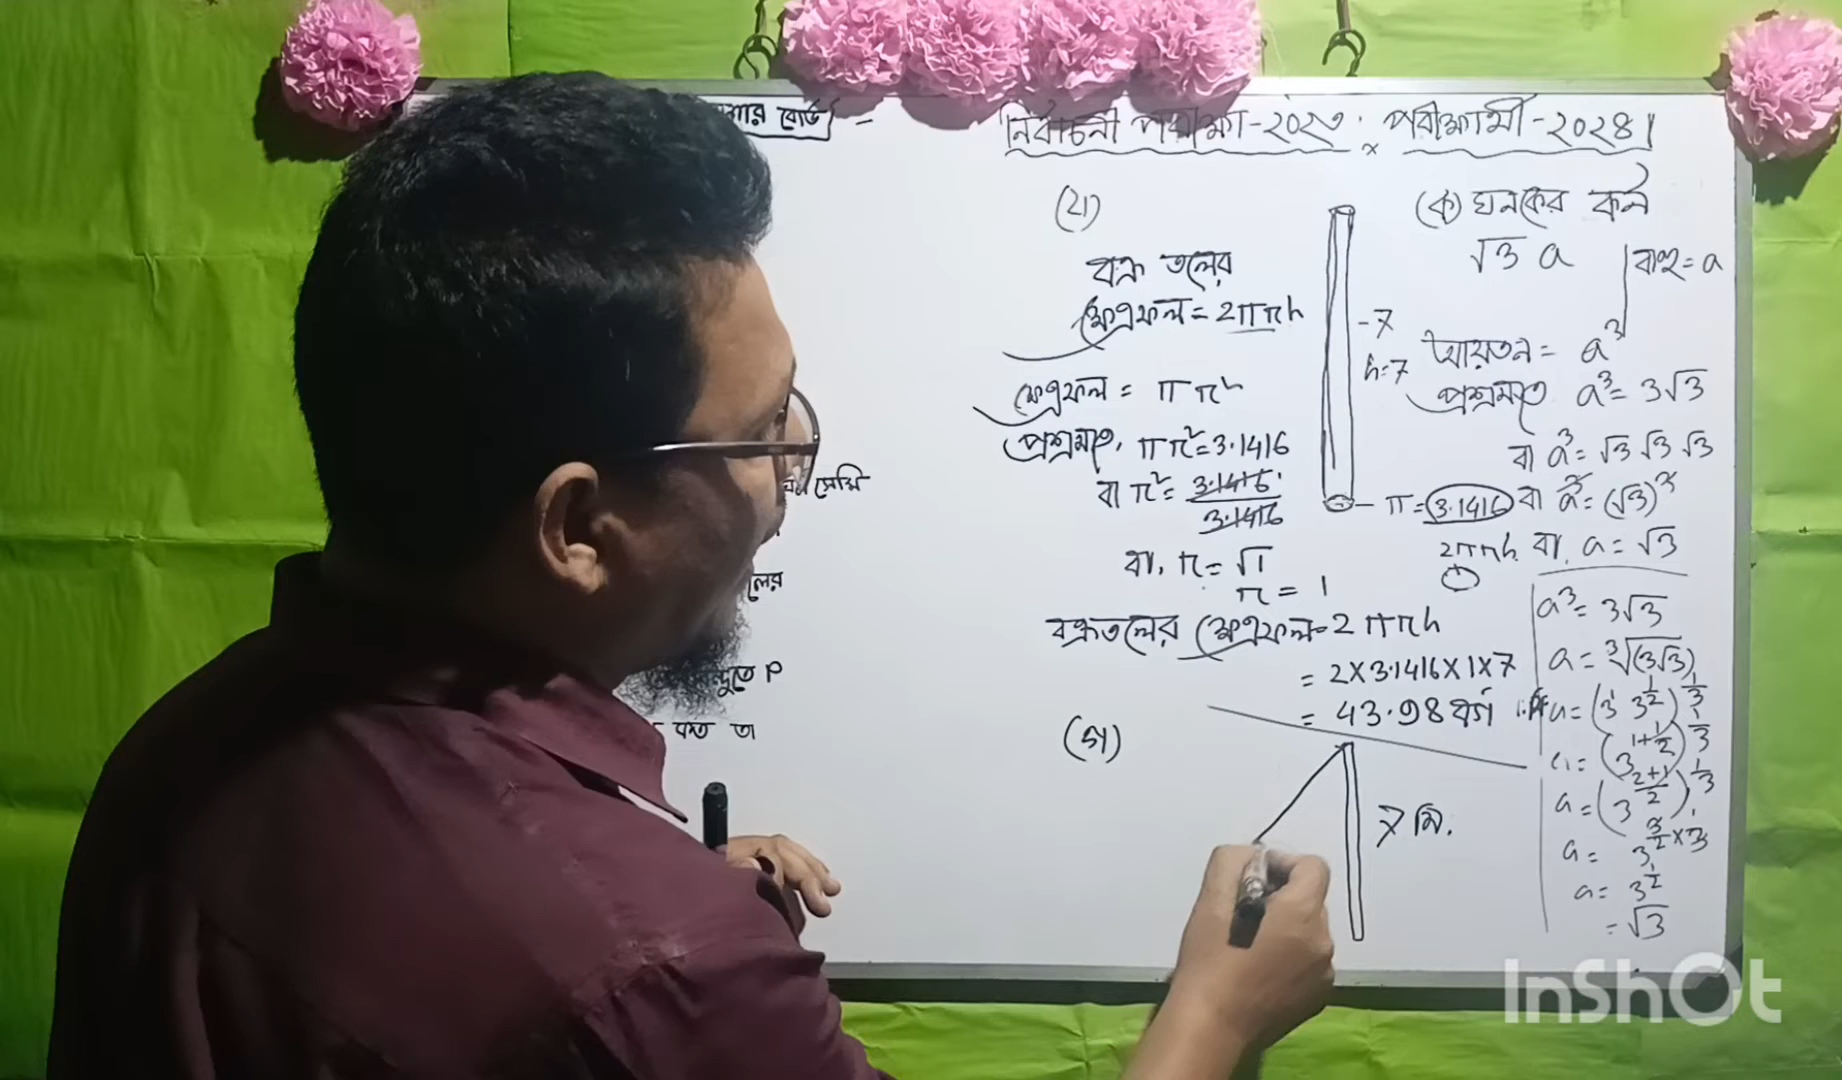 বোর্ড -
নির্বাচনী পরীক্ষা-২০২৩ . পরীক্ষার্থী-২০২৪।
সেমি
লের
P
কত তা
(খ)
বক্র তলের
ক্ষেত্রফল = 2πrh
ক্ষেত্রফল = πr²
প্রশ্নমতে, πr² = 3.1416
বা r² = 3.1416 / 3.1416
বা, r = √1
r = 1
বক্রতলের ক্ষেত্রফল = 2πrh
= 2×3.1416×1×7
= 43.98 বর্গ মি
- 7
h=7
- π = 3.1416
2πrh
(ক) ঘনকের কর্ন
√3 a
বাহু = a
আয়তন = a³
প্রশ্নমতে a³ = 3√3
বা a³ = √3 √3 √3
বা a³ = (√3)³
বা, a = √3
a³ = 3√3
a = ³√(3√3)
a = (3¹ 3^½)^⅓
a = (3^(1+½))^⅓
a = (3^((2+1)/2))^⅓
a = 3^(3/2 × 1/3)
a = 3^½
= √3
(গ)
7 মি.
InShOt